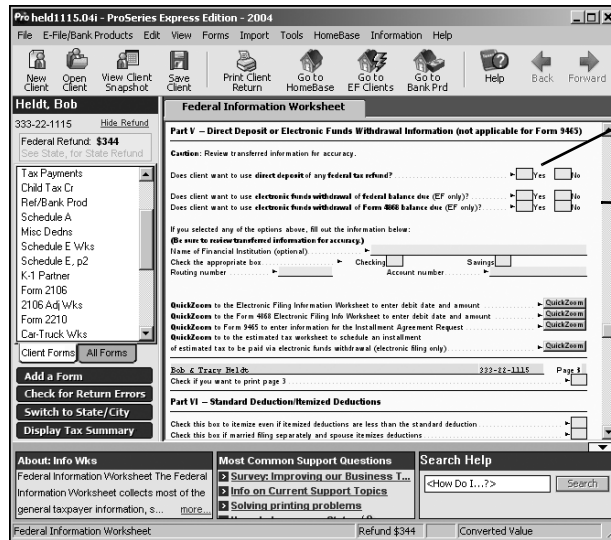 Pro held1115.04i - ProSeries Express Edition - 2004
File E-File/Bank Products Edit View Forms Import Tools HomeBase Information Help
New Client
Open Client
View Client Snapshot
Save Client
Print Client Return
Go to HomeBase
Go to EF Clients
Go to Bank Prd
Help
Back
Forward
Heldt, Bob
333-22-1115 Hide Refund
Federal Refund: $344
See State, for State Refund
Tax Payments
Child Tax Cr
Ref/Bank Prod
Schedule A
Misc Dedns
Schedule E Wks
Schedule E, p2
K-1 Partner
Form 2106
2106 Adj Wks
Form 2210
Car-Truck Wks
Client Forms All Forms
Add a Form
Check for Return Errors
Switch to State/City
Display Tax Summary
Federal Information Worksheet
Part V – Direct Deposit or Electronic Funds Withdrawal Information (not applicable for Form 9465)
Caution: Review transferred information for accuracy.
Does client want to use direct deposit of any federal tax refund? Yes No
Does client want to use electronic funds withdrawal of federal balance due (EF only)? Yes No
Does client want to use electronic funds withdrawal of Form 4868 balance due (EF only)? Yes No
If you selected any of the options above, fill out the information below:
(Be sure to review transferred information for accuracy.)
Name of Financial Institution (optional)
Check the appropriate box Checking Savings
Routing number Account number
QuickZoom to the Electronic Filing Information Worksheet to enter debit date and amount QuickZoom
QuickZoom to the Form 4868 Electronic Filing Info Worksheet to enter debit date and amount QuickZoom
QuickZoom to Form 9465 to enter information for the Installment Agreement Request QuickZoom
QuickZoom to to the estimated tax worksheet to schedule an installment
of estimated tax to be paid via electronic funds withdrawal (electronic filing only) QuickZoom
Bob & Tracy Heldt 333-22-1115 Page 3
Check if you want to print page 3
Part VI – Standard Deduction/Itemized Deductions
Check this box to itemize even if itemized deductions are less than the standard deduction
Check this box if married filing separately and spouse itemizes deductions
About: Info Wks
Federal Information Worksheet The Federal
Information Worksheet collects most of the
general taxpayer information, s... more...
Most Common Support Questions
Survey: Improving our Business T...
Info on Current Support Topics
Solving printing problems
Search Help
<How Do I...?> Search
Federal Information Worksheet Refund $344 Converted Value